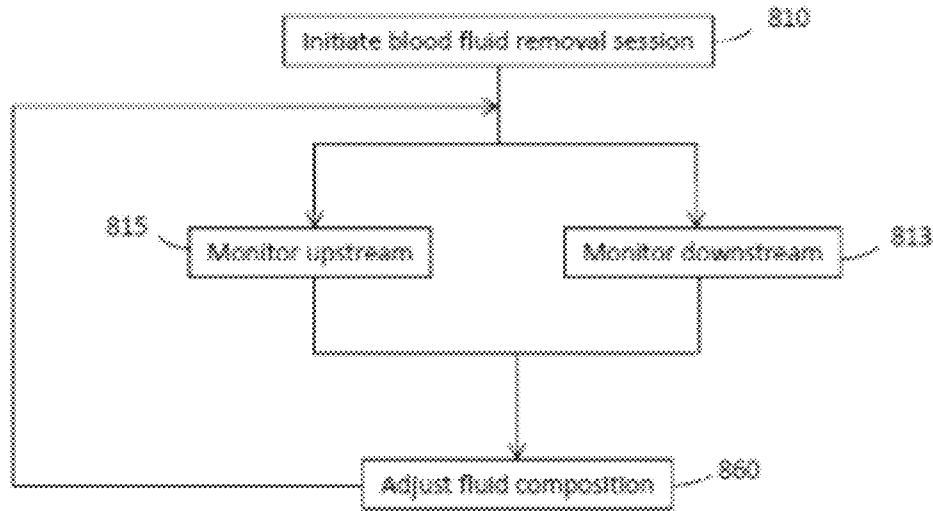 Initiate blood fluid removal session
810
815
Monitor upstream
Monitor downstream
813
Adjust fluid composition
860